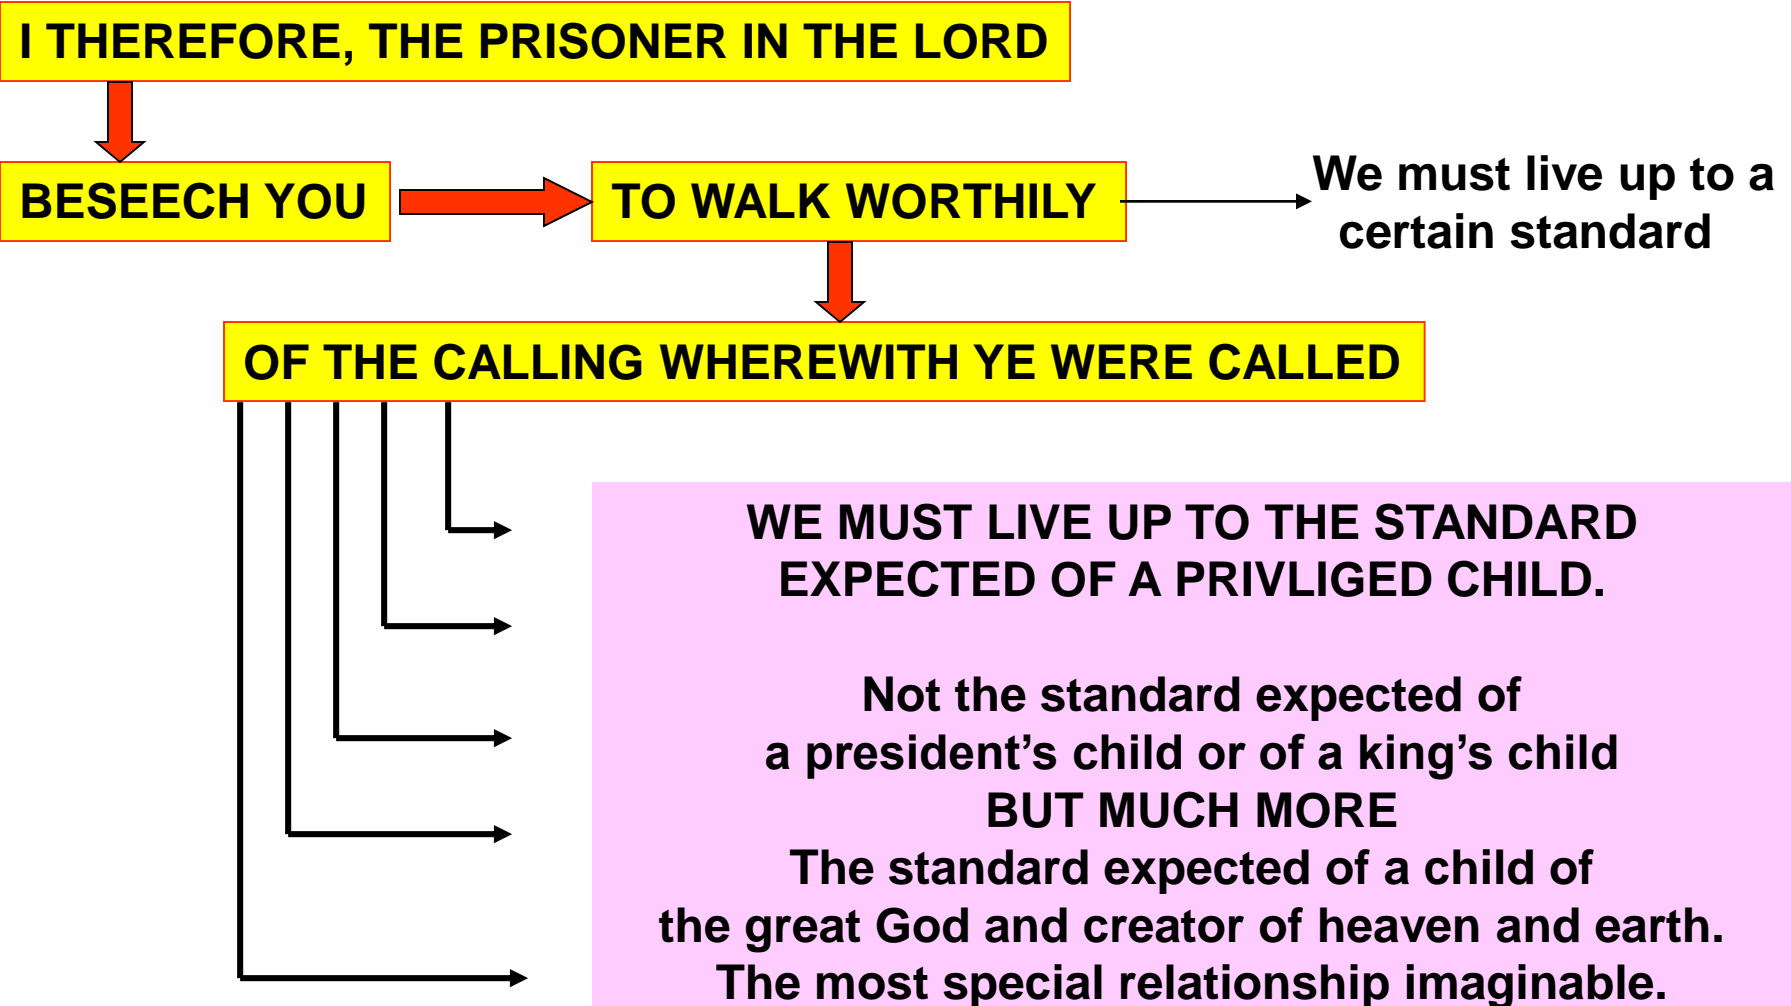 I THEREFORE, THE PRISONER IN THE LORD
BESEECH YOU
TO WALK WORTHILY
We must live up to a
certain standard
OF THE CALLING WHEREWITH YE WERE CALLED
WE MUST LIVE UP TO THE STANDARD
EXPECTED OF A PRIVLIGED CHILD.
Not the standard expected of
a president’s child or of a king’s child
BUT MUCH MORE
The standard expected of a child of
the great God and creator of heaven and earth.
The most special relationship imaginable.